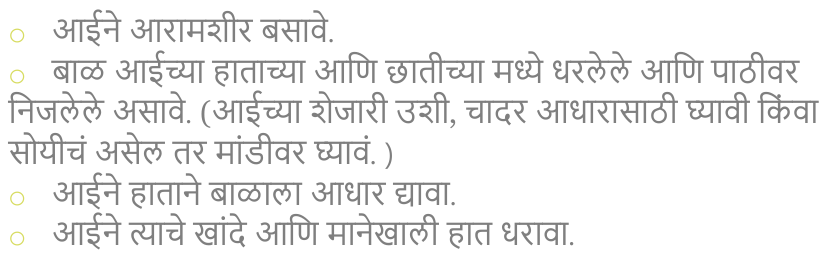 ○ आईने आरामशीर बसावे.
○ बाळ आईच्या हाताच्या आणि छातीच्या मध्ये धरलेले आणि पाठीवर
निजलेले असावे. (आईच्या शेजारी उशी, चादर आधारासाठी घ्यावी किंवा
सोयीचं असेल तर मांडीवर घ्यावं. )
○ आईने हाताने बाळाला आधार द्यावा.
○ आईने त्याचे खांदे आणि मानेखाली हात धरावा.